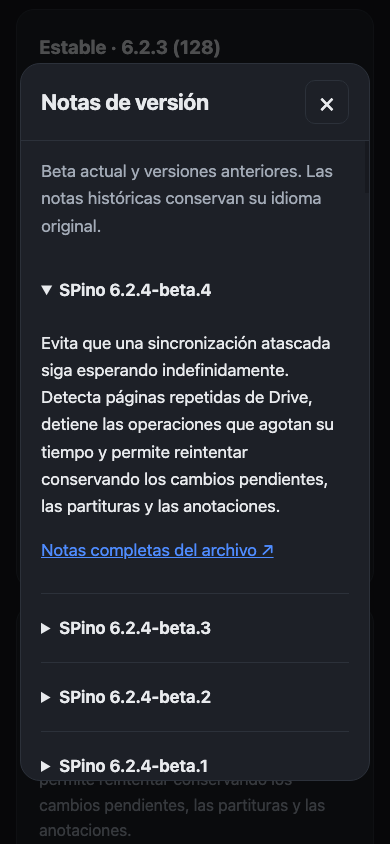 Estable · 6.2.3 (128)
Notas de versión
×
Beta actual y versiones anteriores. Las
notas históricas conservan su idioma
original.
▼ SPino 6.2.4-beta.4
Evita que una sincronización atascada
siga esperando indefinidamente.
Detecta páginas repetidas de Drive,
detiene las operaciones que agotan su
tiempo y permite reintentar
conservando los cambios pendientes,
las partituras y las anotaciones.
Notas completas del archivo ↗
▶ SPino 6.2.4-beta.3
▶ SPino 6.2.4-beta.2
▶ SPino 6.2.4-beta.1
permite reintentar conservando los
cambios pendientes, las partituras y las
anotaciones.